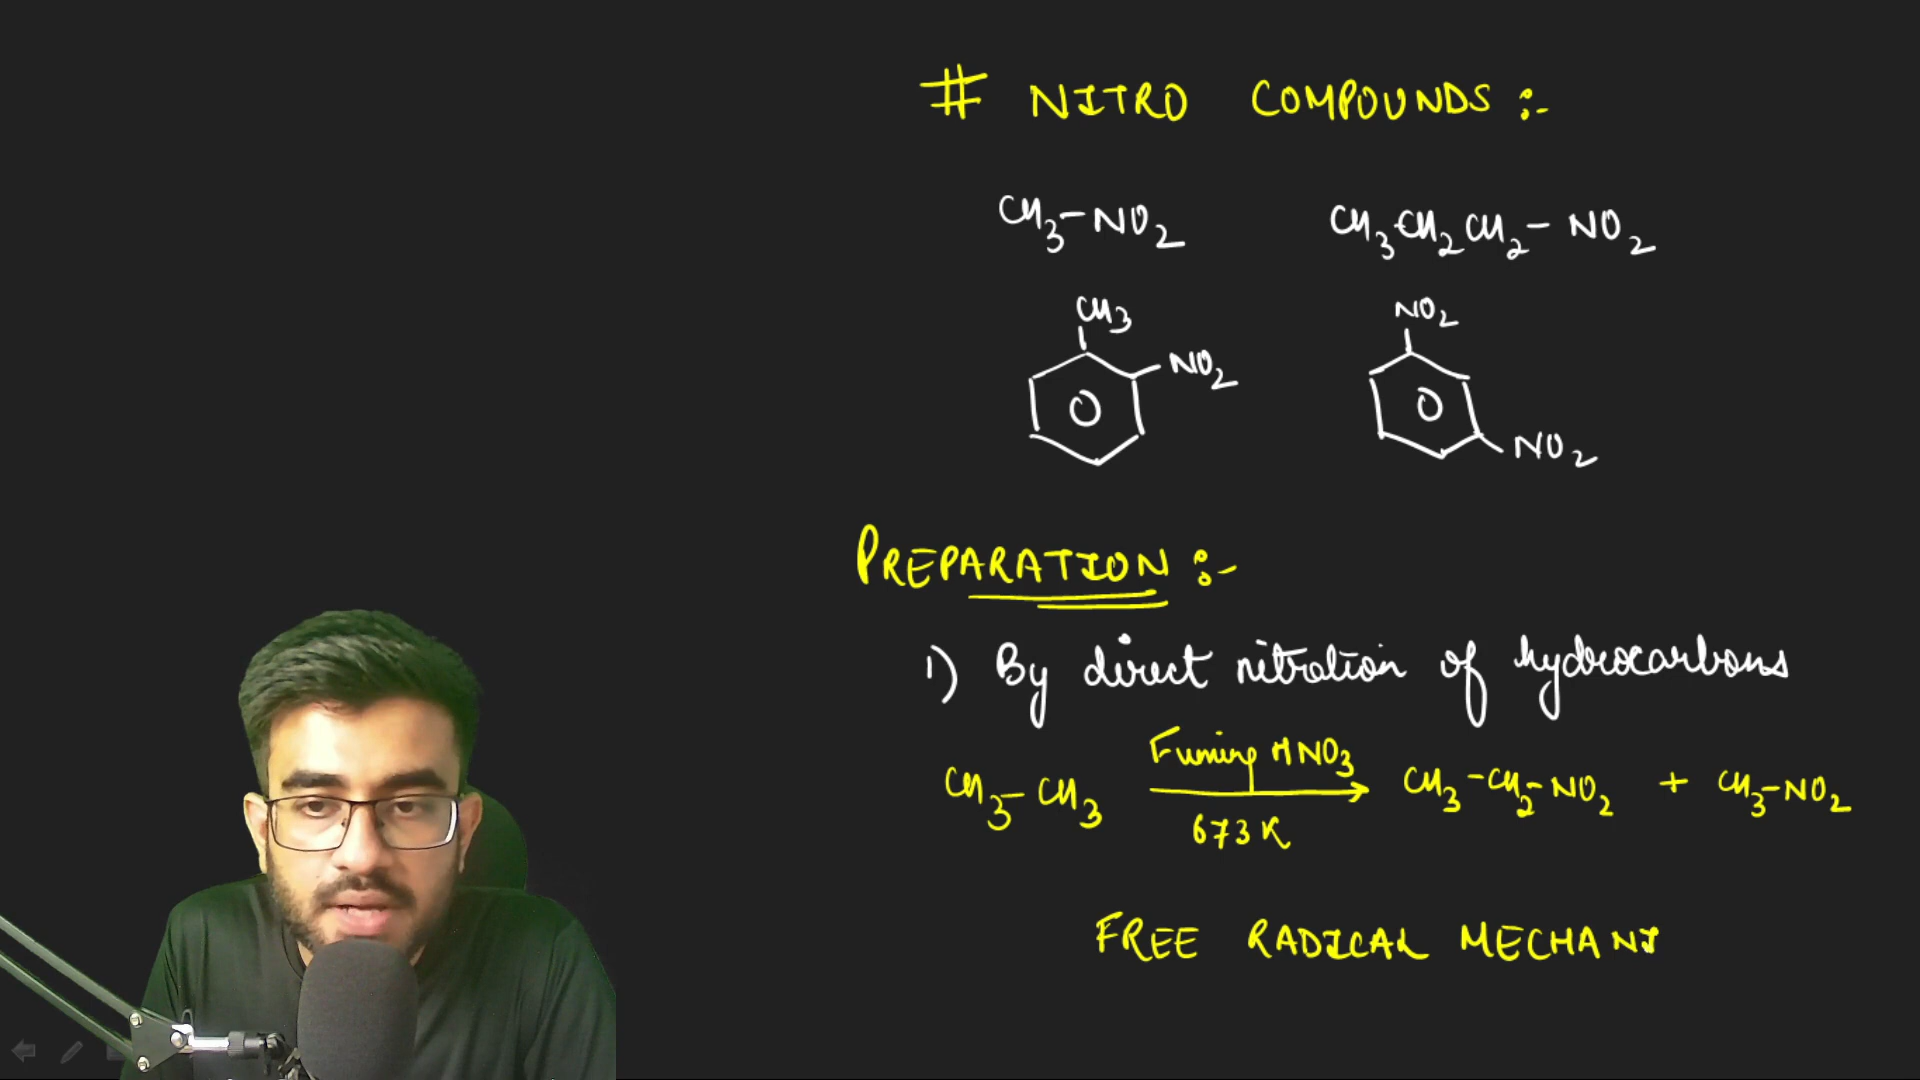 # NITRO COMPOUNDS :-
CH3-NO2 CH3CH2CH2-NO2
CH3 NO2
NO2 NO2
PREPARATION :-
1) By direct nitration of hydrocarbons
Fuming HNO3
CH3-CH3 → CH3-CH2-NO2 + CH3-NO2
673 K
FREE RADICAL MECHANI